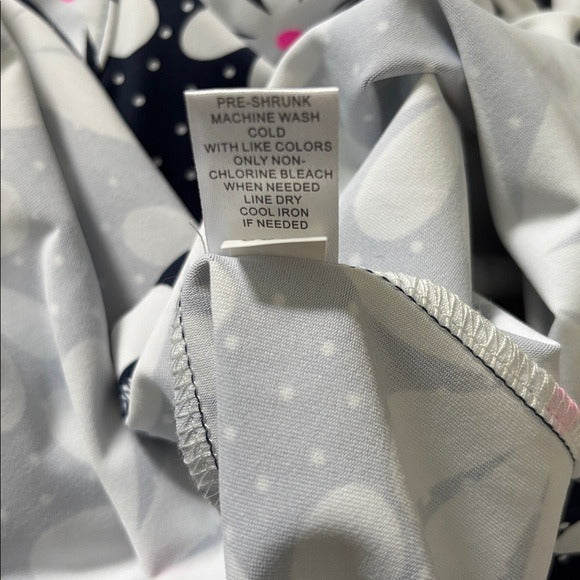 PRE-SHRUNK
MACHINE WASH
COLD
WITH LIKE COLORS
ONLY NON-
CHLORINE BLEACH
WHEN NEEDED
LINE DRY
COOL IRON
IF NEEDED